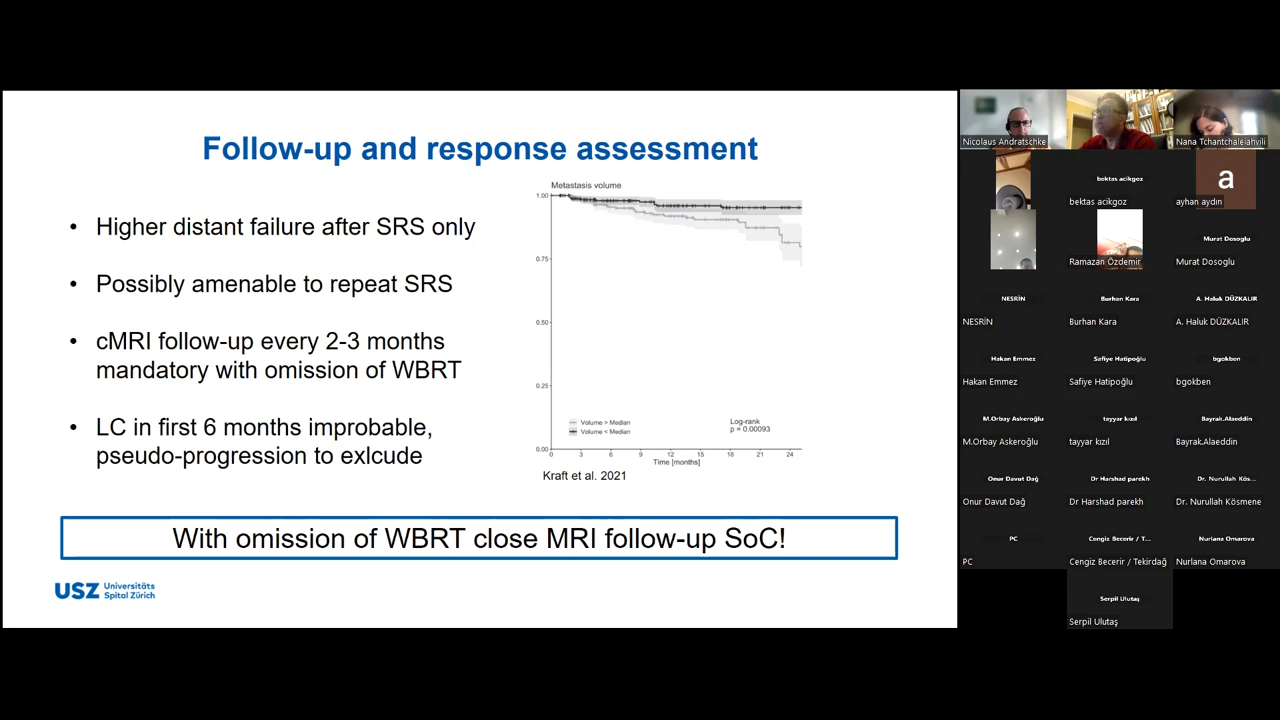 Follow-up and response assessment
• Higher distant failure after SRS only
• Possibly amenable to repeat SRS
• cMRI follow-up every 2-3 months
mandatory with omission of WBRT
• LC in first 6 months improbable,
pseudo-progression to exlcude
Metastasis volume
1.00
0.75
0.50
0.25
0.00
Volume > Median
Volume < Median
Log-rank
p = 0.00093
0 3 6 9 12 15 18 21 24
Time [months]
Kraft et al. 2021
With omission of WBRT close MRI follow-up SoC!
USZ Universitäts
Spital Zürich
Nicolaus Andratschke
Nana Tchantchaleishvili
bektas acikgoz
bektas acikgoz
a
ayhan aydın
Ramazan Özdemir
Murat Dosoglu
Murat Dosoglu
NESRİN
NESRİN
Burhan Kara
Burhan Kara
A. Haluk DÜZKALIR
A. Haluk DÜZKALIR
Hakan Emmez
Hakan Emmez
Safiye Hatipoğlu
Safiye Hatipoğlu
bgokben
bgokben
M.Orbay Askeroğlu
M.Orbay Askeroğlu
tayyar kızıl
tayyar kızıl
Bayrak.Alaeddin
Bayrak.Alaeddin
Onur Davut Dağ
Onur Davut Dağ
Dr Harshad parekh
Dr Harshad parekh
Dr. Nurullah Kös...
Dr. Nurullah Kösmene
PC
PC
Cengiz Becerir / T...
Cengiz Becerir / Tekirdağ
Nurlana Omarova
Nurlana Omarova
Serpil Ulutaş
Serpil Ulutaş